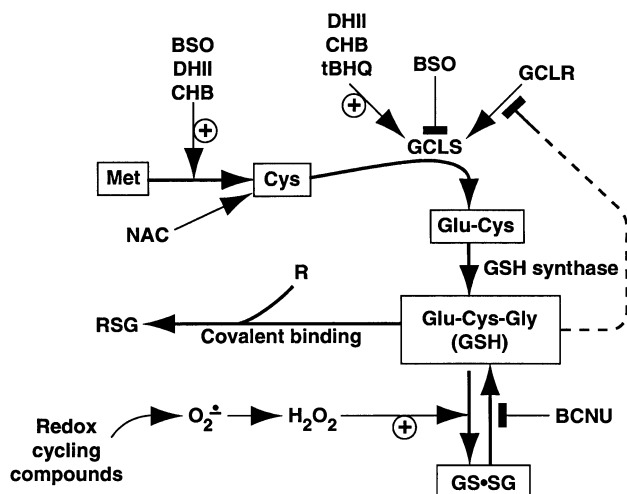 DHII
CHB
tBHQ
BSO
DHII
CHB
BSO
GCLR
+
+
GCLS
Met
Cys
NAC
Glu-Cys
GSH synthase
R
RSG
Covalent binding
Glu-Cys-Gly
(GSH)
Redox
cycling
compounds
O₂•−
H₂O₂
+
BCNU
GS•SG